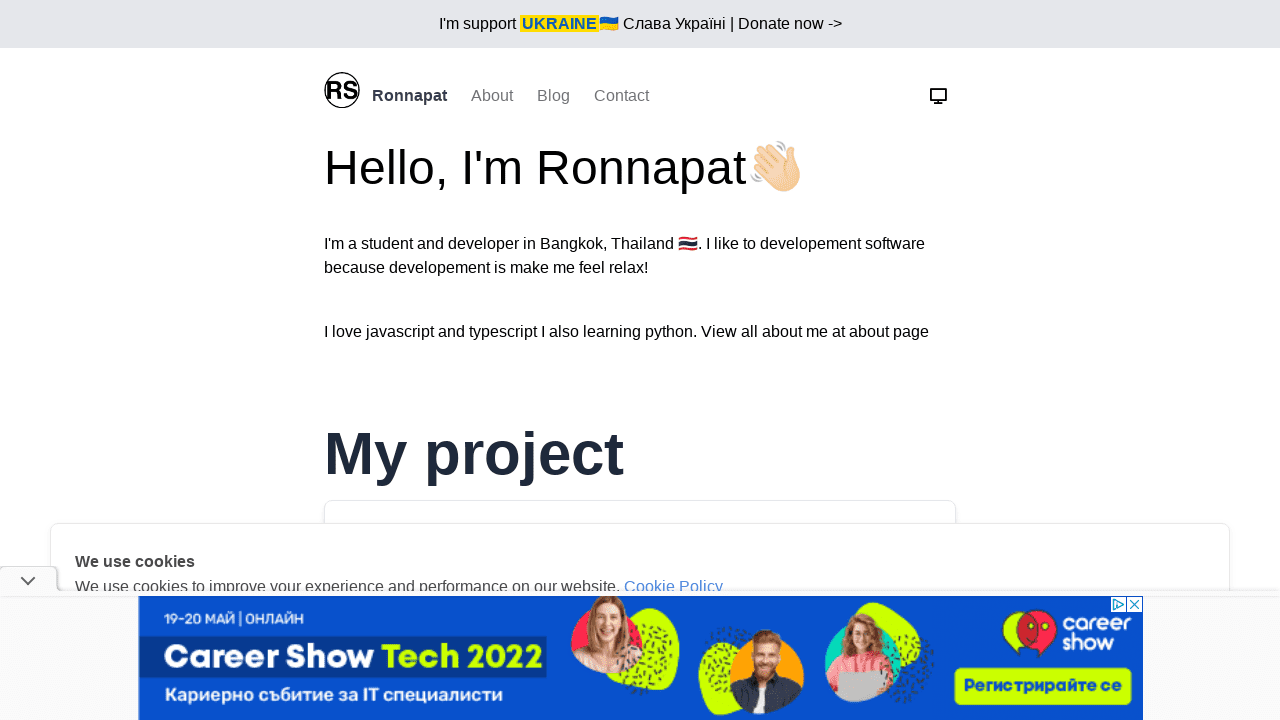 I'm support UKRAINE🇺🇦 Слава Україні | Donate now ->
RS Ronnapat About Blog Contact
Hello, I'm Ronnapat👋🏻
I'm a student and developer in Bangkok, Thailand 🇹🇭. I like to developement software
because developement is make me feel relax!
I love javascript and typescript I also learning python. View all about me at about page
My project
We use cookies
We use cookies to improve your experience and performance on our website. Cookie Policy
19-20 МАЙ | ОНЛАЙН
Career Show Tech 2022
Кариерно събитие за IT специалисти
career
show
Регистрирайте се